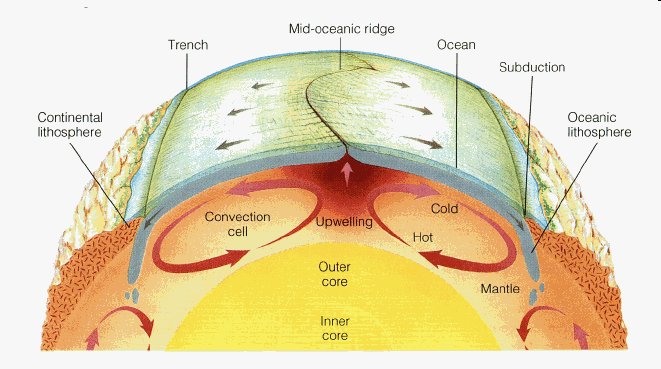 Mid-oceanic ridge
Trench
Ocean
Subduction
Continental
lithosphere
Oceanic
lithosphere
Convection
cell
Upwelling
Cold
Hot
Outer
core
Mantle
Inner
core